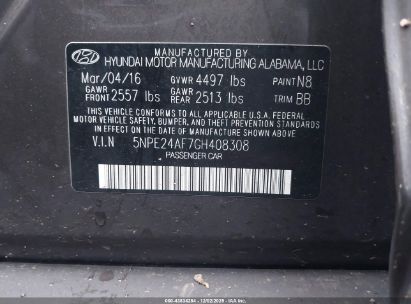 MANUFACTURED BY
HYUNDAI MOTOR MANUFACTURING ALABAMA, LLC
Mar/04/16 GVWR 4497 lbs PAINT N8
GAWR FRONT 2557 lbs GAWR REAR 2513 lbs TRIM BB
THIS VEHICLE CONFORMS TO ALL APPLICABLE U.S. FEDERAL
MOTOR VEHICLE SAFETY, BUMPER, AND THEFT PREVENTION
STANDARDS IN EFFECT ON THE DATE OF MANUFACTURE
SHOWN ABOVE.
V.I.N 5NPE24AF7GH408308
PASSENGER CAR